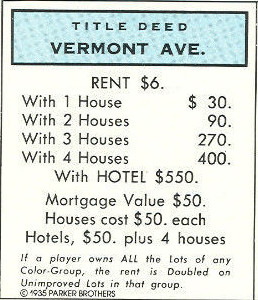 TITLE DEED
VERMONT AVE.
RENT $6.
With 1 House $ 30.
With 2 Houses 90.
With 3 Houses 270.
With 4 Houses 400.
With HOTEL $550.
Mortgage Value $50.
Houses cost $50. each
Hotels, $50. plus 4 houses
If a player owns ALL the Lots of any
Color-Group, the rent is Doubled on
Unimproved Lots in that group.
©1935 PARKER BROTHERS